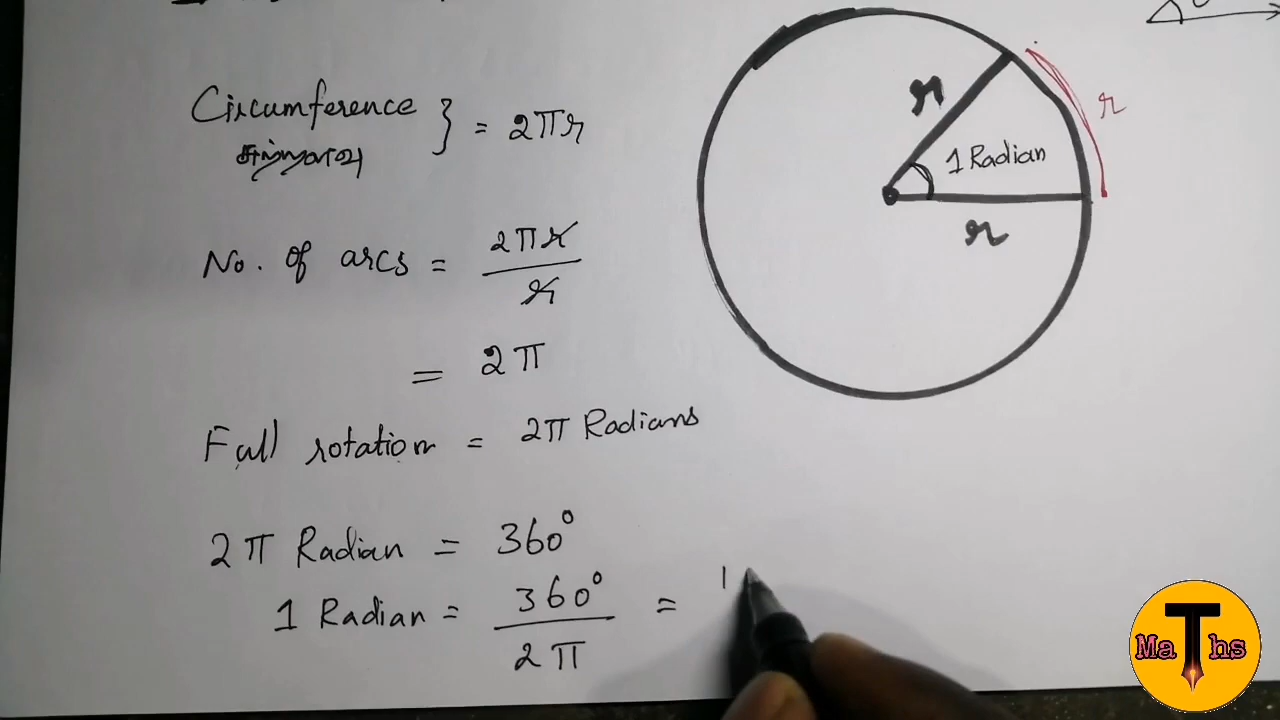 Circumference } = 2πr
சுற்றளவு
No. of arcs = 2πr / r
= 2π
Full rotation = 2π Radians
2π Radian = 360°
1 Radian = 360° / 2π = 1
r
1 Radian
r
r
Maths